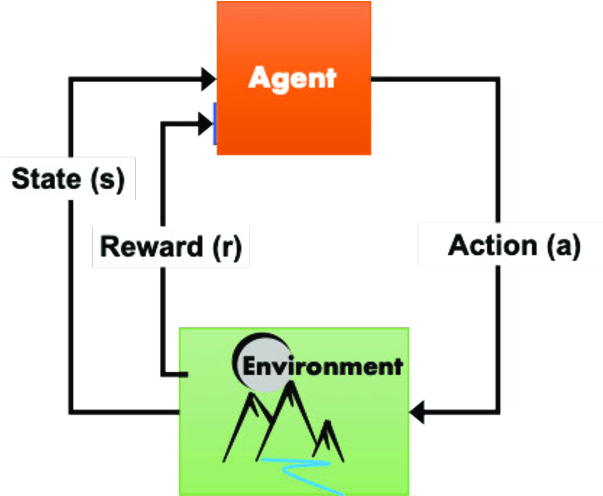 Agent
State (s)
Reward (r)
Action (a)
Environment